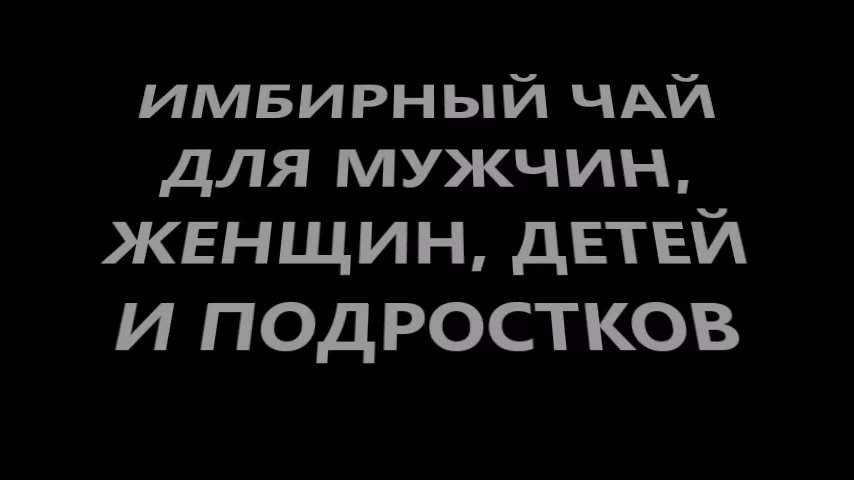 ИМБИРНЫЙ ЧАЙ
ДЛЯ МУЖЧИН,
ЖЕНЩИН, ДЕТЕЙ
И ПОДРОСТКОВ